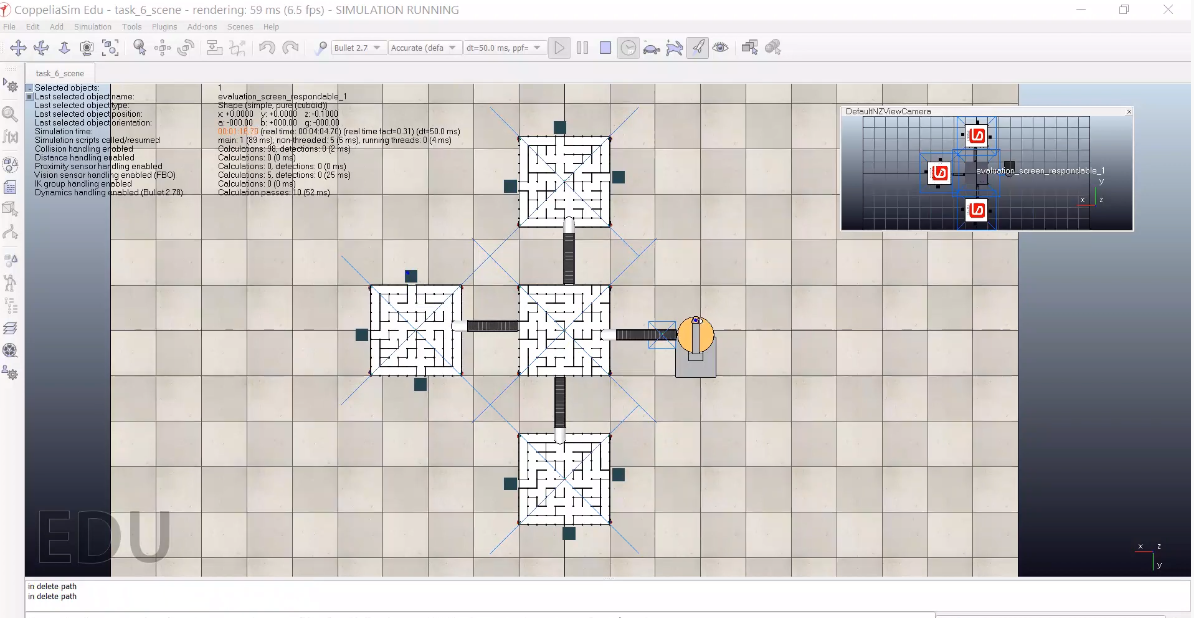 CoppeliaSim Edu - task_6_scene - rendering: 59 ms (6.5 fps) - SIMULATION RUNNING
File Edit Add Simulation Tools Plugins Add-ons Scenes Help
Bullet 2.7 Accurate (defa dt=50.0 ms, ppf=
task_6_scene
Selected objects: 1
Last selected object name: evaluation_screen_respondable_1
Last selected object type: Shape (simple, pure (cuboid))
Last selected object position: x: +0.0000 y: +0.0000 z: -0.1000
Last selected object orientation: a: -000.00 b: +000.00 g: -000.00
Simulation time: (real time: 00:04:04.70) (real time fact=0.31) (dt=50.0 ms)
Simulation scripts called/resumed main: 1 (89 ms), non-threaded: 5 (5 ms), running threads: 0 (4 ms)
Collision handling enabled Calculations: 98, detections: 0 (2 ms)
Distance handling enabled Calculations: 0 (0 ms)
Proximity sensor handling enabled Calculations: 0, detections: 0 (0 ms)
Vision sensor handling enabled (FBO) Calculations: 5, detections: 0 (25 ms)
IK group handling enabled Calculations: 0 (0 ms)
Dynamics handling enabled (Bullet 2.78) Calculation passes: 10 (52 ms)
DefaultNZViewCamera
evaluation_screen_respondable_1
y
x z
EDU
x z
y
in delete path
in delete path